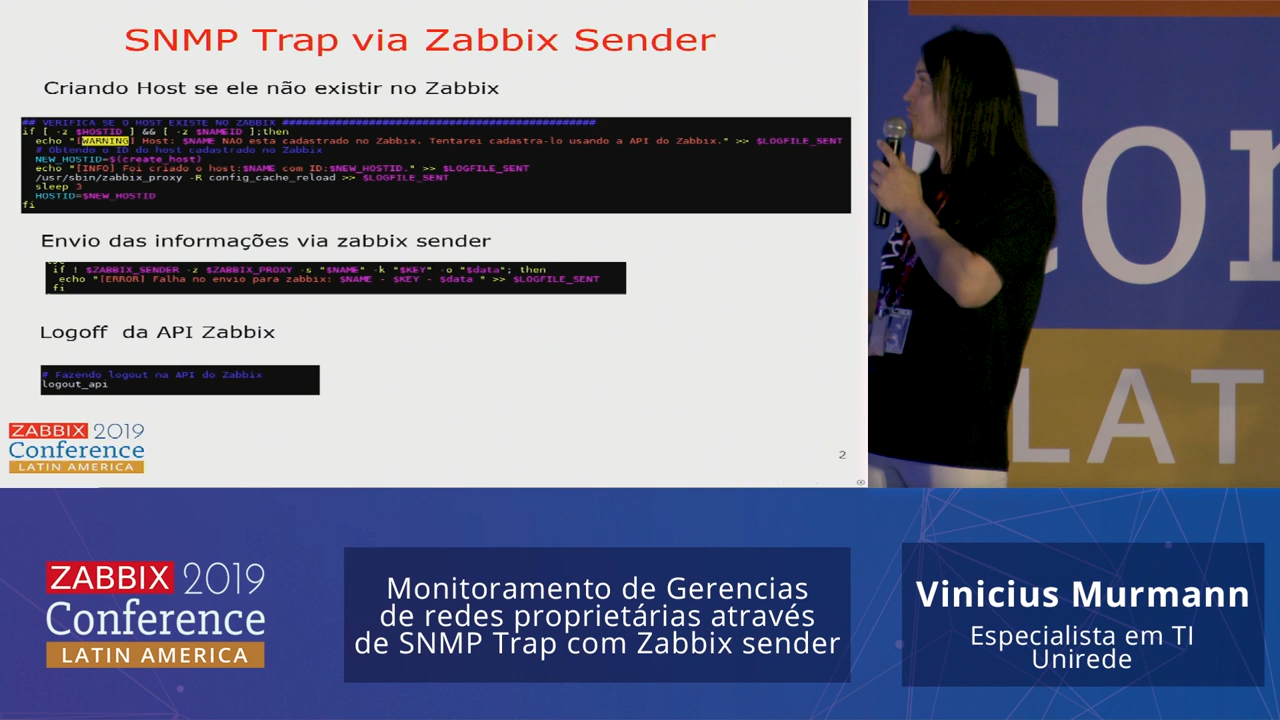 SNMP Trap via Zabbix Sender
Criando Host se ele não existir no Zabbix
## VERIFICA SE O HOST EXISTE NO ZABBIX ##############################################
if [ -z $HOSTID ] && [ -z $NAMEID ];then
echo "[WARNING] Host: $NAME NAO esta cadastrado no Zabbix. Tentarei cadastra-lo usando a API do Zabbix." >> $LOGFILE_SENT
# Obtendo o ID do host cadastrado no Zabbix
NEW_HOSTID=$(create_host)
echo "[INFO] Foi criado o host:$NAME com ID:$NEW_HOSTID." >> $LOGFILE_SENT
/usr/sbin/zabbix_proxy -R config_cache_reload >> $LOGFILE_SENT
sleep 3
HOSTID=$NEW_HOSTID
fi
Envio das informações via zabbix sender
if ! $ZABBIX_SENDER -z $ZABBIX_PROXY -s "$NAME" -k "$KEY" -o "$data"; then
echo "[ERROR] Falha no envio para zabbix: $NAME - $KEY - $data " >> $LOGFILE_SENT
fi
Logoff da API Zabbix
# Fazendo logout na API do Zabbix
logout_api
ZABBIX 2019
Conference
LATIN AMERICA
2
Con
LAT
ZABBIX 2019
Conference
LATIN AMERICA
Monitoramento de Gerencias
de redes proprietárias através
de SNMP Trap com Zabbix sender
Vinicius Murmann
Especialista em TI
Unirede